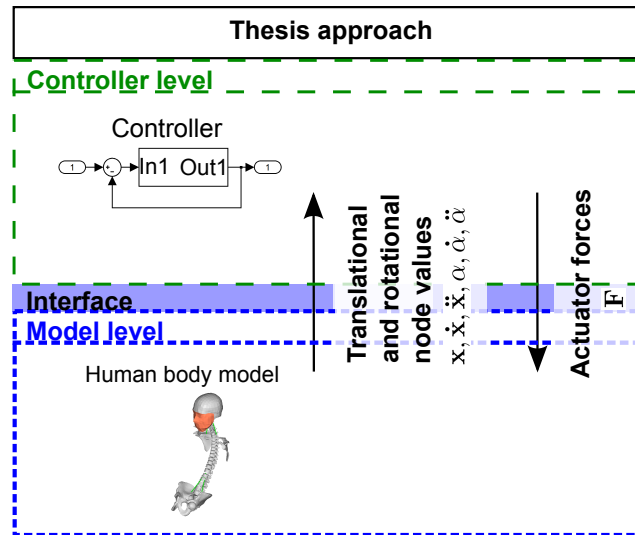 Thesis approach
Controller level
Controller
1
+
-
In1 Out1
1
Translational
and rotational
node values
x, ẋ, ẍ, α, α̇, α̈
Actuator forces
F
Interface
Model level
Human body model